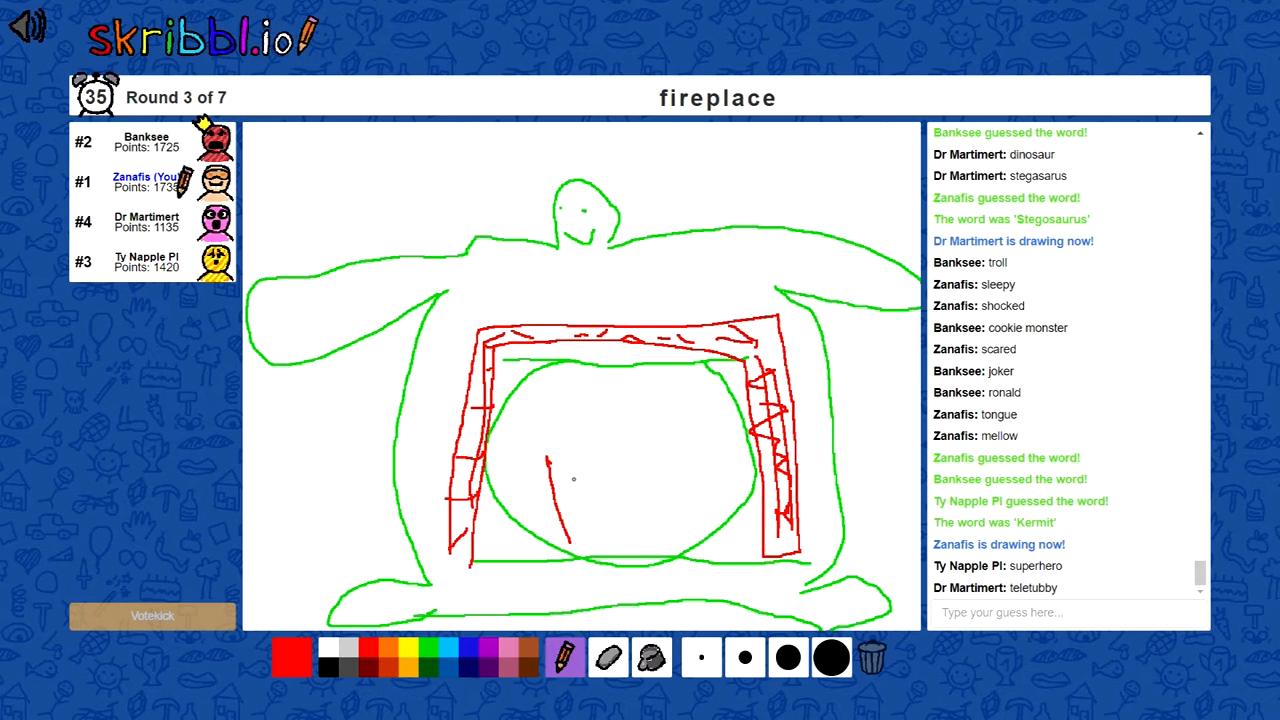 skribbl.io
35
Round 3 of 7
fireplace
#2
Banksee
Points: 1725
#1
Zanafis (You)
Points: 1735
#4
Dr Martimert
Points: 1135
#3
Ty Napple Pl
Points: 1420
Votekick
Banksee guessed the word!
Dr Martimert: dinosaur
Dr Martimert: stegasarus
Zanafis guessed the word!
The word was 'Stegosaurus'
Dr Martimert is drawing now!
Banksee: troll
Zanafis: sleepy
Zanafis: shocked
Banksee: cookie monster
Zanafis: scared
Banksee: joker
Banksee: ronald
Zanafis: tongue
Zanafis: mellow
Zanafis guessed the word!
Banksee guessed the word!
Ty Napple Pl guessed the word!
The word was 'Kermit'
Zanafis is drawing now!
Ty Napple Pl: superhero
Dr Martimert: teletubby
Type your guess here...